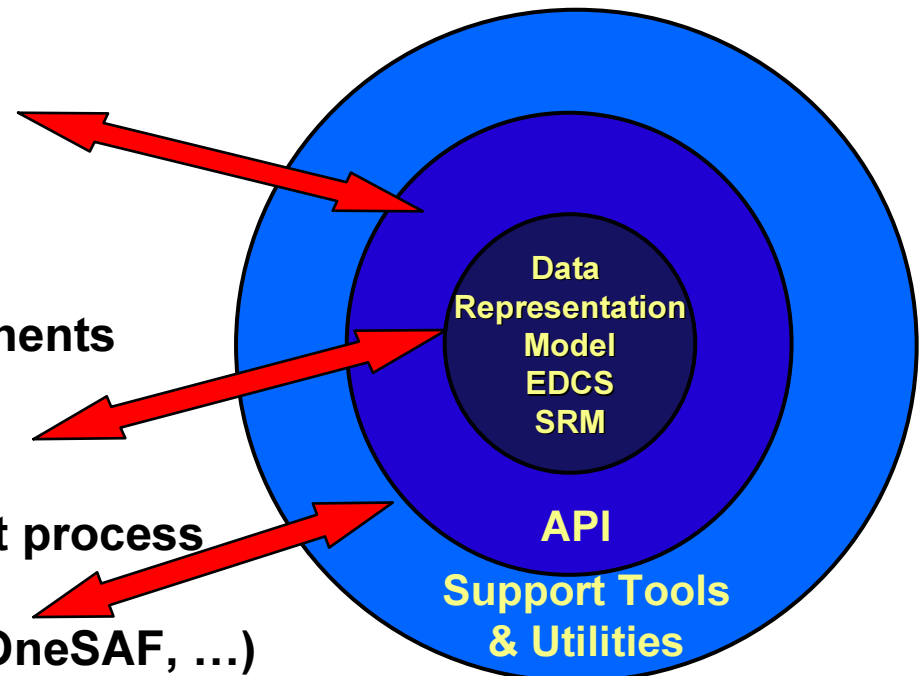 nents
t process
OneSAF, …)
Data
Representation
Model
EDCS
SRM
API
Support Tools
& Utilities